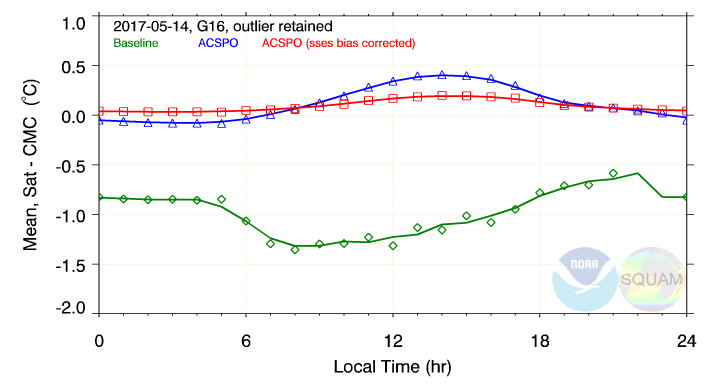 2017-05-14, G16, outlier retained
Baseline ACSPO ACSPO (sses bias corrected)
Mean, Sat - CMC (°C)
1.0
0.5
0.0
-0.5
-1.0
-1.5
-2.0
NOAA SQUAM
0 6 12 18 24
Local Time (hr)